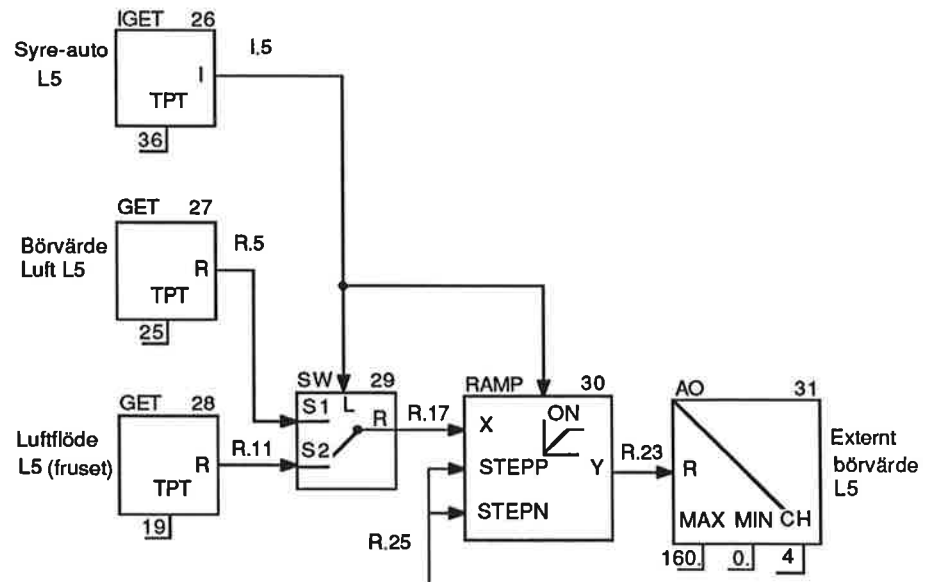 IGET 26
Syre-auto
L5
I
TPT
36
I.5
GET 27
Börvärde
Luft L5
R
TPT
25
R.5
GET 28
Luftflöde
L5 (fruset)
R
TPT
19
R.11
SW 29
L
S1
S2
R
R.17
RAMP 30
ON
X
STEPP
STEPN
Y
R.25
R.23
AO 31
R
MAX MIN CH
160. 0. 4
Externt
börvärde
L5